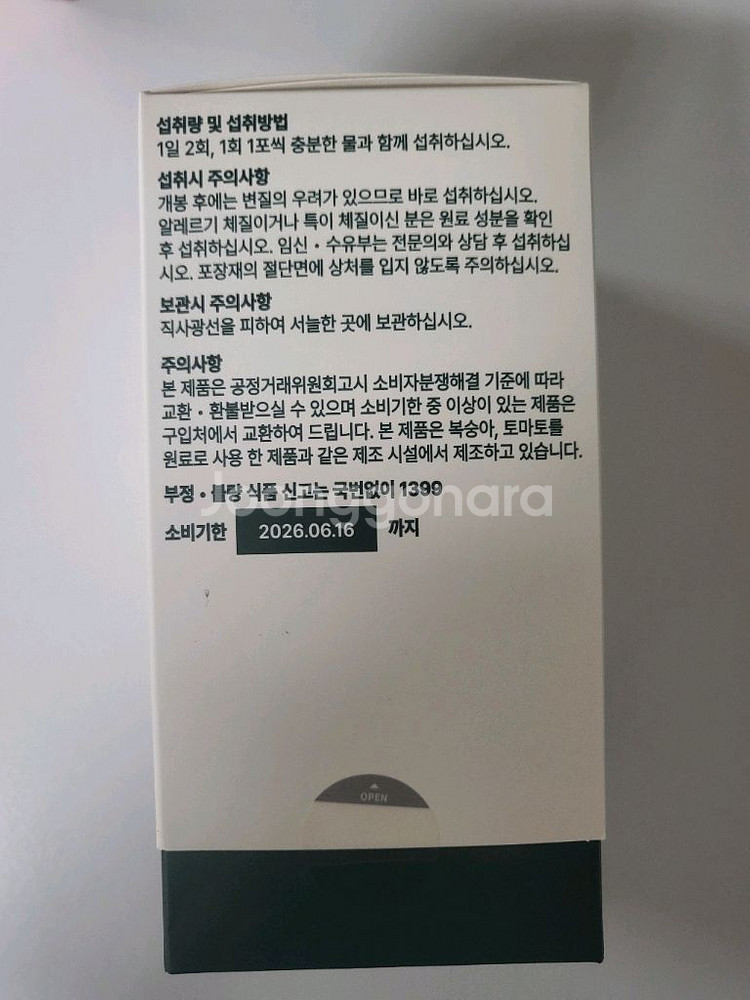 섭취량 및 섭취방법
1일 2회, 1회 1포씩 충분한 물과 함께 섭취하십시오.
섭취시 주의사항
개봉 후에는 변질의 우려가 있으므로 바로 섭취하십시오.
알레르기 체질이거나 특이 체질이신 분은 원료 성분을 확인
후 섭취하십시오. 임신・수유부는 전문의와 상담 후 섭취하십
시오. 포장재의 절단면에 상처를 입지 않도록 주의하십시오.
보관시 주의사항
직사광선을 피하여 서늘한 곳에 보관하십시오.
주의사항
본 제품은 공정거래위원회고시 소비자분쟁해결 기준에 따라
교환・환불받으실 수 있으며 소비기한 중 이상이 있는 제품은
구입처에서 교환하여 드립니다. 본 제품은 복숭아, 토마토를
원료로 사용 한 제품과 같은 제조 시설에서 제조하고 있습니다.
부정・불량 식품 신고는 국번없이 1399
Joonggonara
소비기한 2026.06.16 까지
OPEN